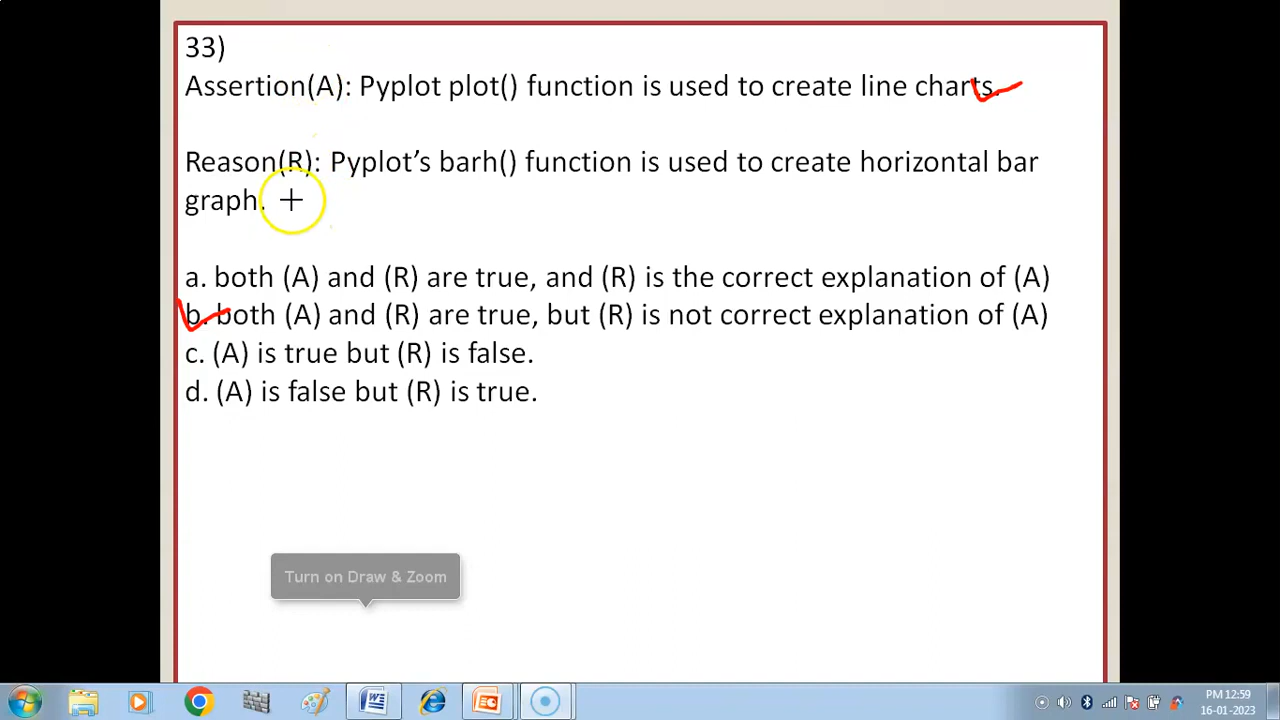 33)
Assertion(A): Pyplot plot() function is used to create line charts.
Reason(R): Pyplot’s barh() function is used to create horizontal bar
graph.
a. both (A) and (R) are true, and (R) is the correct explanation of (A)
b. both (A) and (R) are true, but (R) is not correct explanation of (A)
c. (A) is true but (R) is false.
d. (A) is false but (R) is true.
Turn on Draw & Zoom
PM 12:59
16-01-2023